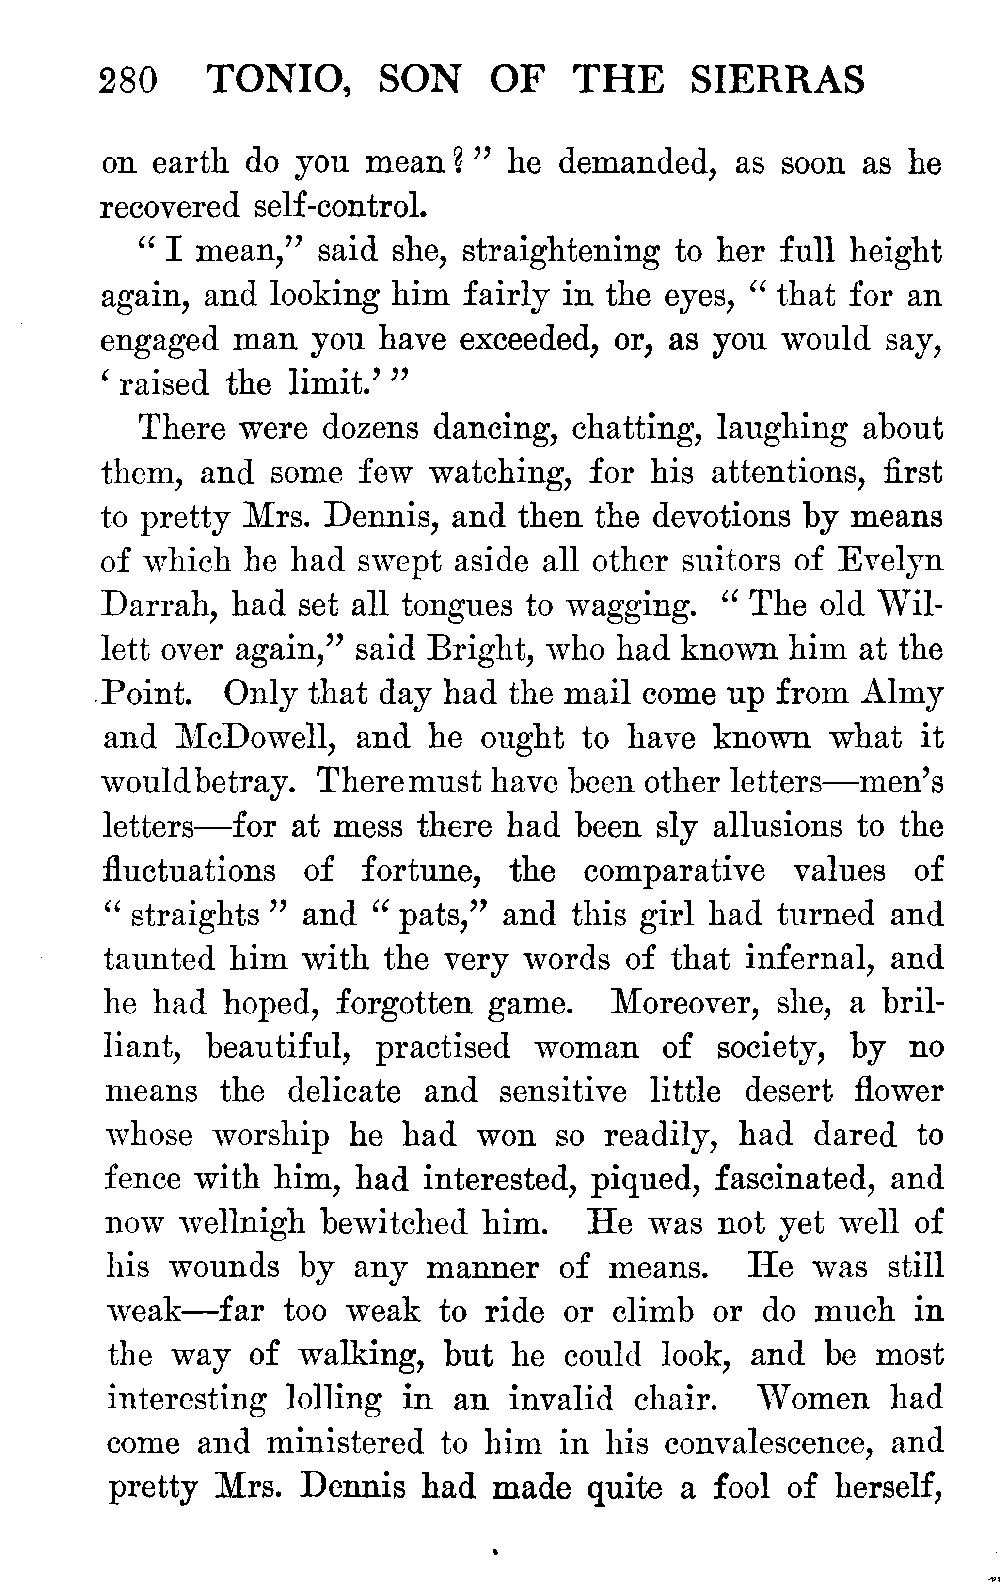 280 TONIO, SON OF THE SIERRAS
on earth do you mean?” he demanded, as soon as he
recovered self-control.
“I mean,” said she, straightening to her full height
again, and looking him fairly in the eyes, “that for an
engaged man you have exceeded, or, as you would say,
‘raised the limit.’”
There were dozens dancing, chatting, laughing about
them, and some few watching, for his attentions, first
to pretty Mrs. Dennis, and then the devotions by means
of which he had swept aside all other suitors of Evelyn
Darrah, had set all tongues to wagging. “The old Wil-
lett over again,” said Bright, who had known him at the
Point. Only that day had the mail come up from Almy
and McDowell, and he ought to have known what it
would betray. There must have been other letters—men’s
letters—for at mess there had been sly allusions to the
fluctuations of fortune, the comparative values of
“straights” and “pats,” and this girl had turned and
taunted him with the very words of that infernal, and
he had hoped, forgotten game. Moreover, she, a bril-
liant, beautiful, practised woman of society, by no
means the delicate and sensitive little desert flower
whose worship he had won so readily, had dared to
fence with him, had interested, piqued, fascinated, and
now wellnigh bewitched him. He was not yet well of
his wounds by any manner of means. He was still
weak—far too weak to ride or climb or do much in
the way of walking, but he could look, and be most
interesting lolling in an invalid chair. Women had
come and ministered to him in his convalescence, and
pretty Mrs. Dennis had made quite a fool of herself,